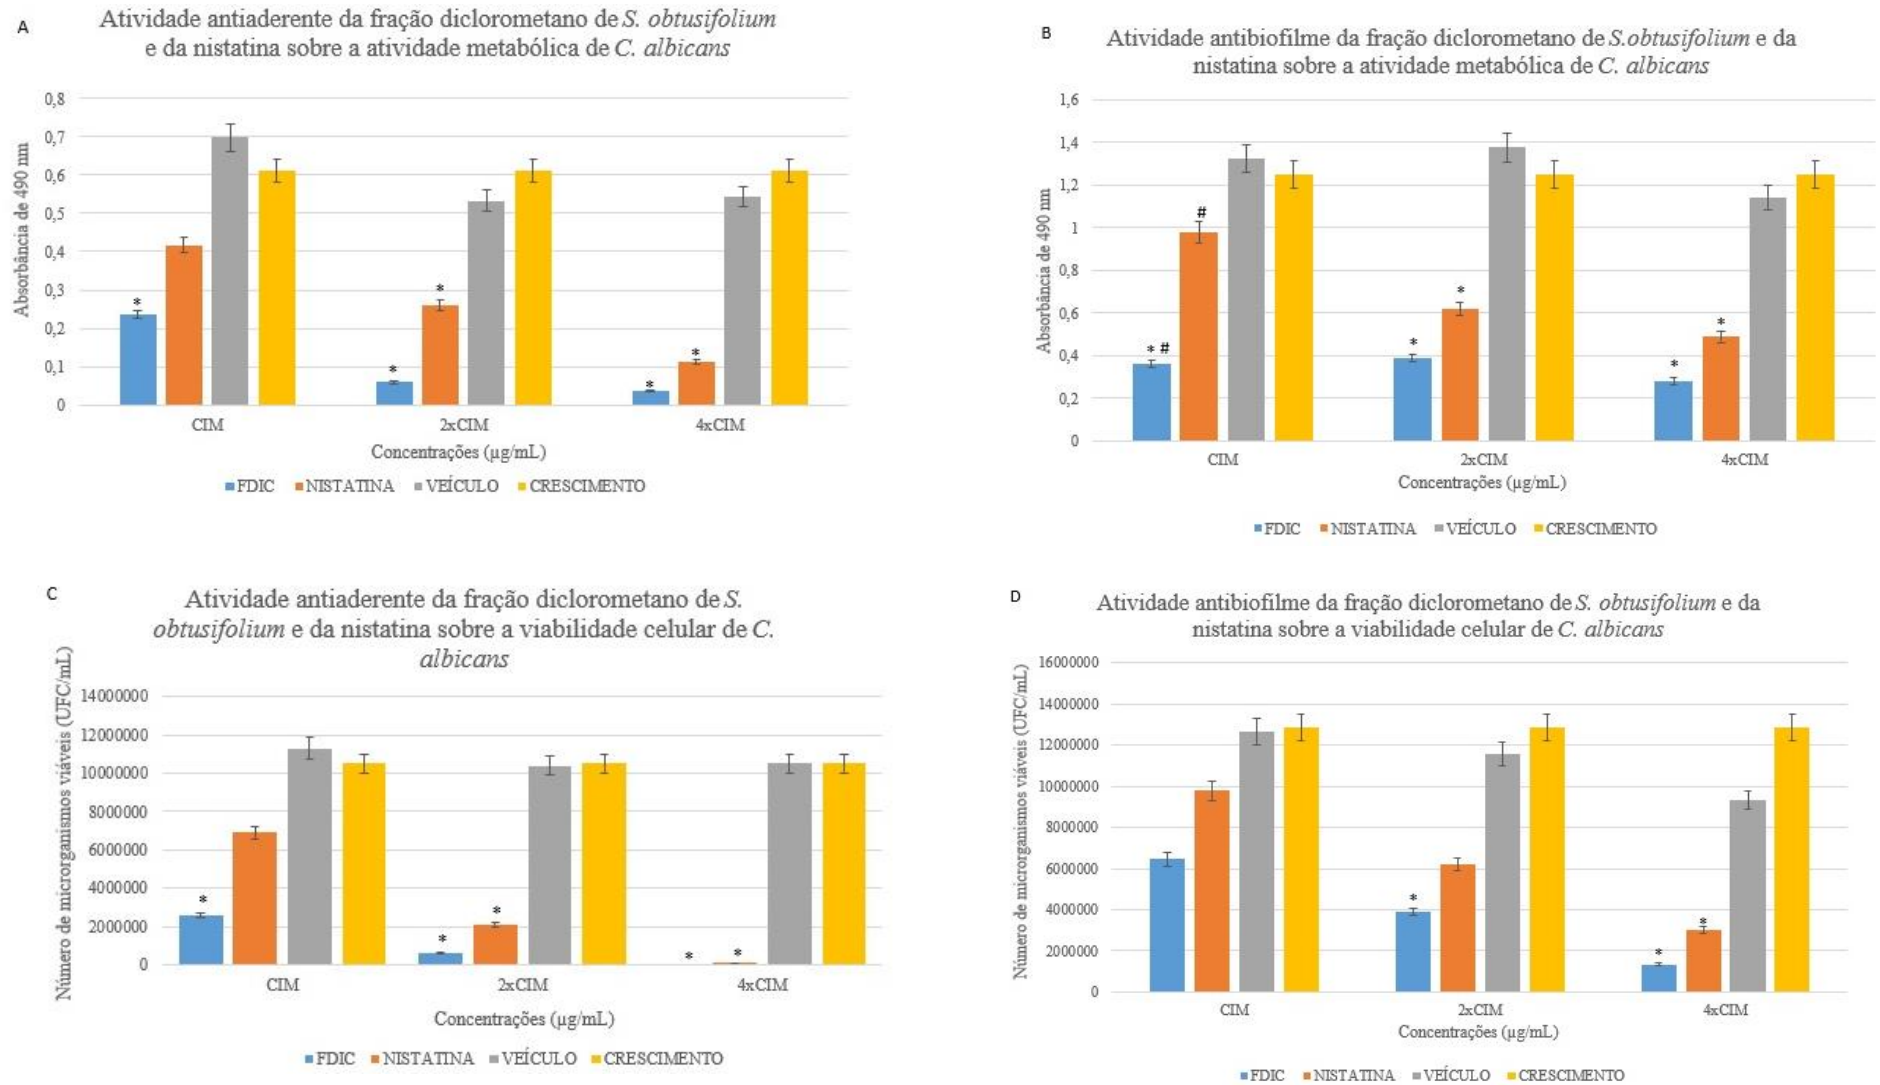 A
Atividade antiaderente da fração diclorometano de S. obtusifolium
e da nistatina sobre a atividade metabólica de C. albicans
Absorbância de 490 nm
0,8
0,7
0,6
0,5
0,4
0,3
0,2
0,1
0
*
*
*
*
*
CIM
2xCIM
4xCIM
Concentrações (µg/mL)
FDIC NISTATINA VEÍCULO CRESCIMENTO
B
Atividade antibiofilme da fração diclorometano de S.obtusifolium e da
nistatina sobre a atividade metabólica de C. albicans
Absorbância de 490 nm
1,6
1,4
1,2
1
0,8
0,6
0,4
0,2
0
* #
#
*
*
*
*
CIM
2xCIM
4xCIM
Concentrações (µg/mL)
FDIC NISTATINA VEÍCULO CRESCIMENTO
C
Atividade antiaderente da fração diclorometano de S.
obtusifolium e da nistatina sobre a viabilidade celular de C.
albicans
Número de microrganismos viáveis (UFC/mL)
14000000
12000000
10000000
8000000
6000000
4000000
2000000
0
*
*
*
*
*
CIM
2xCIM
4xCIM
Concentrações (µg/mL)
FDIC NISTATINA VEÍCULO CRESCIMENTO
D
Atividade antibiofilme da fração diclorometano de S. obtusifolium e da
nistatina sobre a viabilidade celular de C. albicans
Número de microrganismos viáveis (UFC/mL)
16000000
14000000
12000000
10000000
8000000
6000000
4000000
2000000
0
*
*
*
CIM
2xCIM
4xCIM
Concentrações (µg/mL)
FDIC NISTATINA VEÍCULO CRESCIMENTO